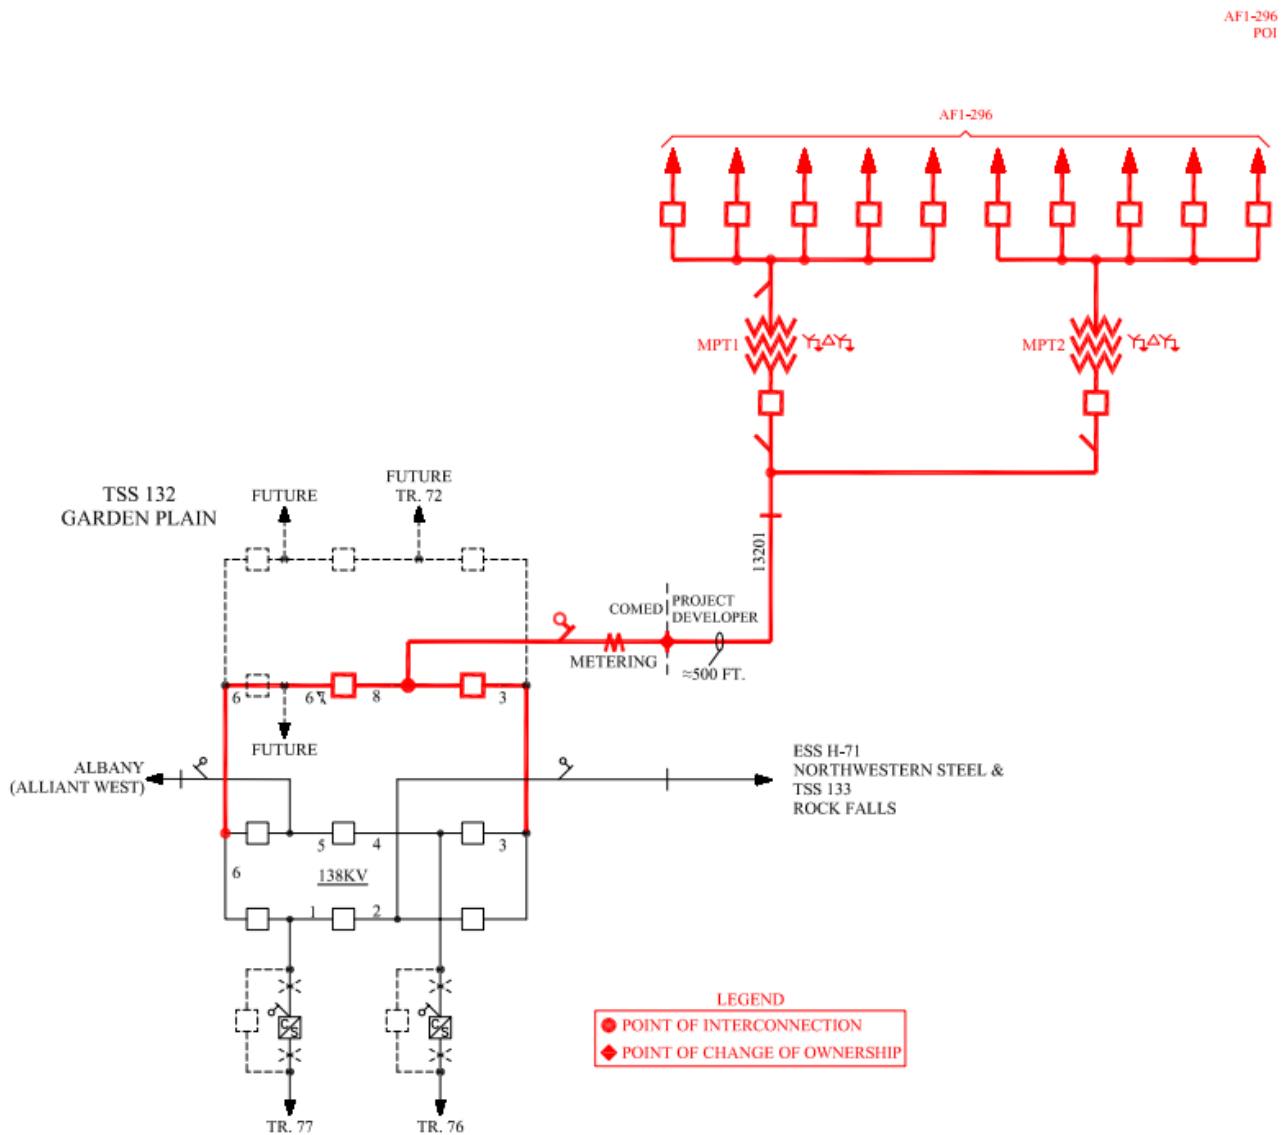 AF1-296
POI
AF1-296
MPT1
MPT2
TSS 132
GARDEN PLAIN
FUTURE
FUTURE
TR. 72
13201
COMED
PROJECT
DEVELOPER
METERING
≈500 FT.
6
6
8
3
FUTURE
ALBANY
(ALLIANT WEST)
ESS H-71
NORTHWESTERN STEEL &
TSS 133
ROCK FALLS
5
4
3
6
138KV
1
2
C/S
C/S
TR. 77
TR. 76
LEGEND
POINT OF INTERCONNECTION
POINT OF CHANGE OF OWNERSHIP